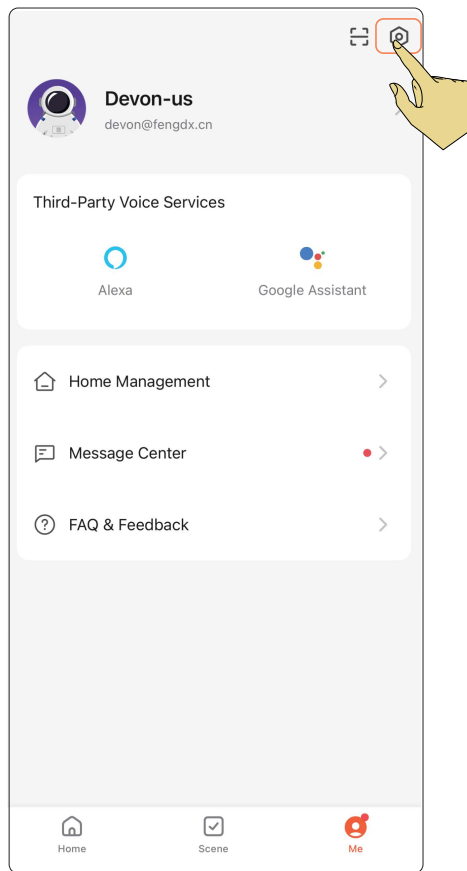 Devon-us
devon@fengdx.cn
Third-Party Voice Services
Alexa
Google Assistant
Home Management
Message Center
FAQ & Feedback
Home
Scene
Me